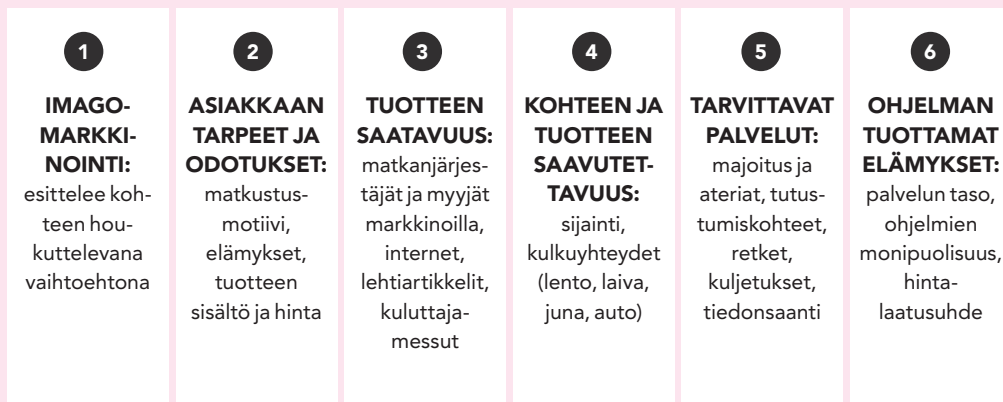 1
IMAGO-
MARKKI-
NOINTI:
esittelee koh-
teen hou-
kuttelevana
vaihtoehtona
2
ASIAKKAAN
TARPEET JA
ODOTUKSET:
matkustus-
motiivi,
elämykset,
tuotteen
sisältö ja hinta
3
TUOTTEEN
SAATAVUUS:
matkanjärjes-
täjät ja myyjät
markkinoilla,
internet,
lehtiartikkelit,
kuluttaja-
messut
4
KOHTEEN JA
TUOTTEEN
SAAVUTET-
TAVUUS:
sijainti,
kulkuyhteydet
(lento, laiva,
juna, auto)
5
TARVITTAVAT
PALVELUT:
majoitus ja
ateriat, tutus-
tumiskohteet,
retket,
kuljetukset,
tiedonsaanti
6
OHJELMAN
TUOTTAMAT
ELÄMYKSET:
palvelun taso,
ohjelmien
monipuolisuus,
hinta-
laatusuhde